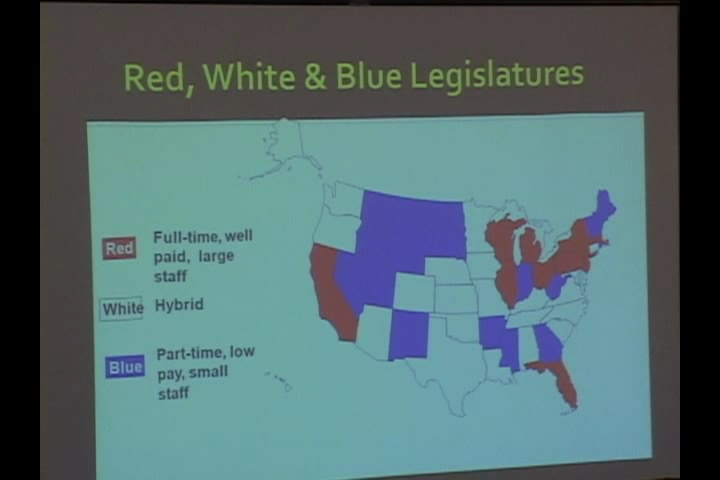 Red, White & Blue Legislatures
Red
Full-time, well
paid, large
staff
White
Hybrid
Blue
Part-time, low
pay, small
staff